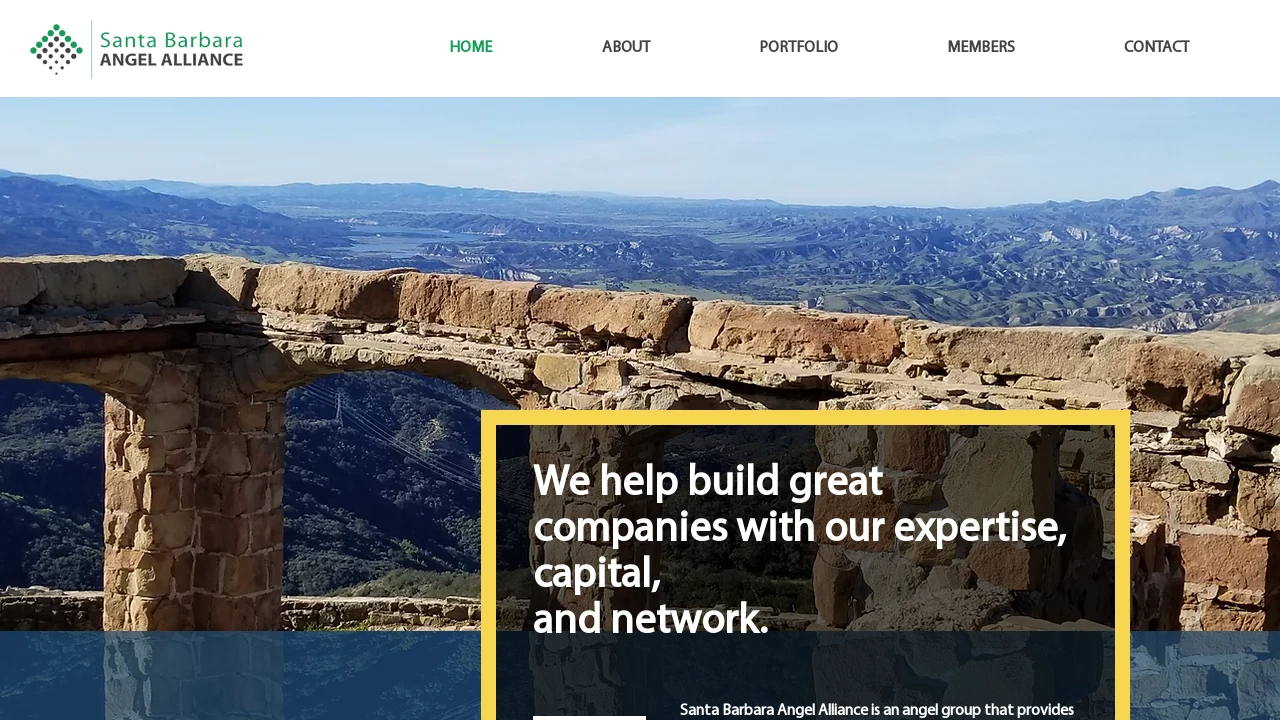 Santa Barbara
ANGEL ALLIANCE
HOME
ABOUT
PORTFOLIO
MEMBERS
CONTACT
We help build great
companies with our expertise,
capital,
and network.
Santa Barbara Angel Alliance is an angel group that provides